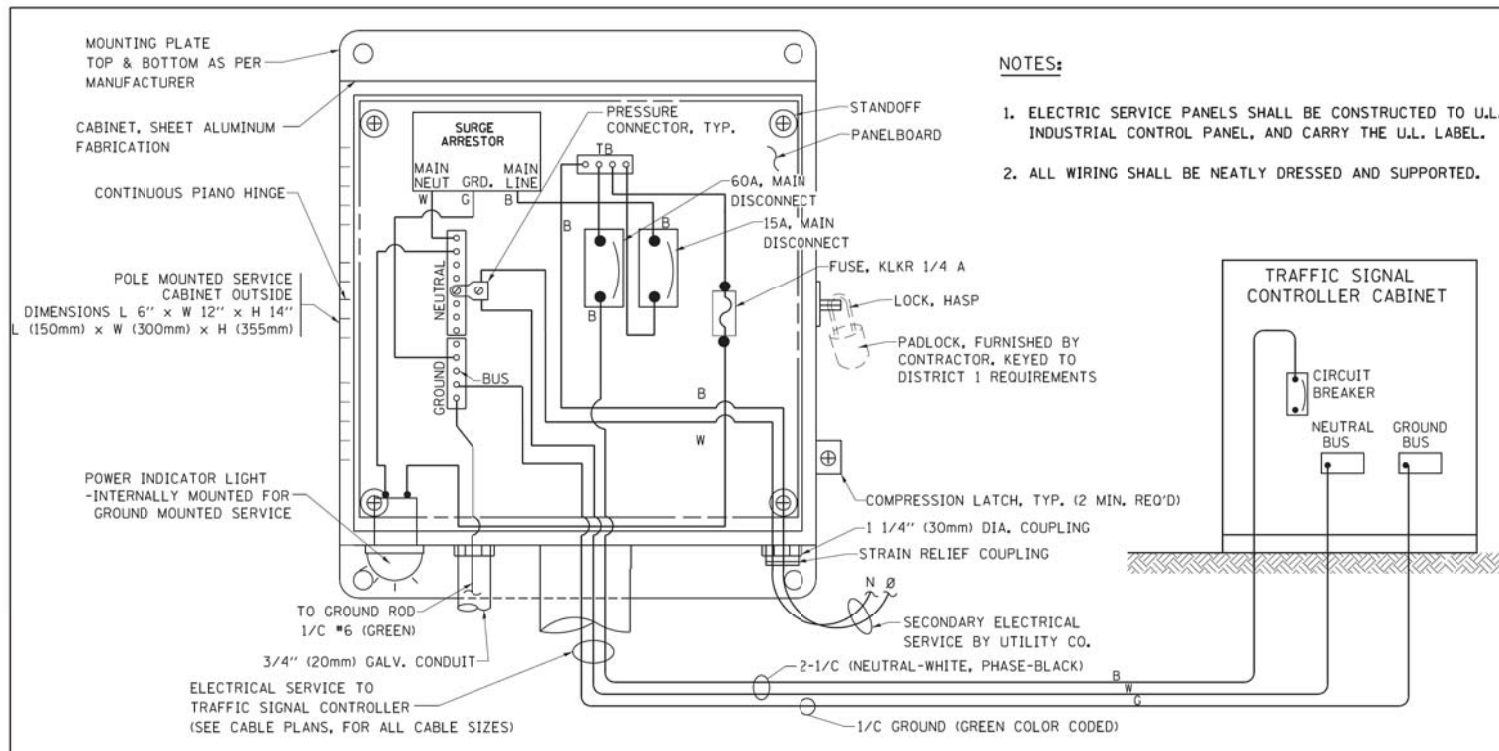 MOUNTING PLATE
TOP & BOTTOM AS PER
MANUFACTURER
CABINET, SHEET ALUMINUM
FABRICATION
CONTINUOUS PIANO HINGE
POLE MOUNTED SERVICE
CABINET OUTSIDE
DIMENSIONS L 6" x W 12" x H 14"
L (150mm) x W (300mm) x H (355mm)
POWER INDICATOR LIGHT
-INTERNALLY MOUNTED FOR
GROUND MOUNTED SERVICE
SURGE
ARRESTOR
MAIN
NEUT
GRD.
MAIN
LINE
W
G
B
PRESSURE
CONNECTOR, TYP.
TB
STANDOFF
PANELBOARD
60A, MAIN
DISCONNECT
15A, MAIN
DISCONNECT
B
B
B
FUSE, KLKR 1/4 A
LOCK, HASP
PADLOCK, FURNISHED BY
CONTRACTOR. KEYED TO
DISTRICT 1 REQUIREMENTS
NEUTRAL
GROUND
BUS
B
W
COMPRESSION LATCH, TYP. (2 MIN. REQ'D)
1 1/4" (30mm) DIA. COUPLING
STRAIN RELIEF COUPLING
N Ø
SECONDARY ELECTRICAL
SERVICE BY UTILITY CO.
TO GROUND ROD
1/C #6 (GREEN)
3/4" (20mm) GALV. CONDUIT
ELECTRICAL SERVICE TO
TRAFFIC SIGNAL CONTROLLER
(SEE CABLE PLANS, FOR ALL CABLE SIZES)
2-1/C (NEUTRAL-WHITE, PHASE-BLACK)
B
W
G
1/C GROUND (GREEN COLOR CODED)
NOTES:
1. ELECTRIC SERVICE PANELS SHALL BE CONSTRUCTED TO U.L.
INDUSTRIAL CONTROL PANEL, AND CARRY THE U.L. LABEL.
2. ALL WIRING SHALL BE NEATLY DRESSED AND SUPPORTED.
TRAFFIC SIGNAL
CONTROLLER CABINET
CIRCUIT
BREAKER
NEUTRAL
BUS
GROUND
BUS